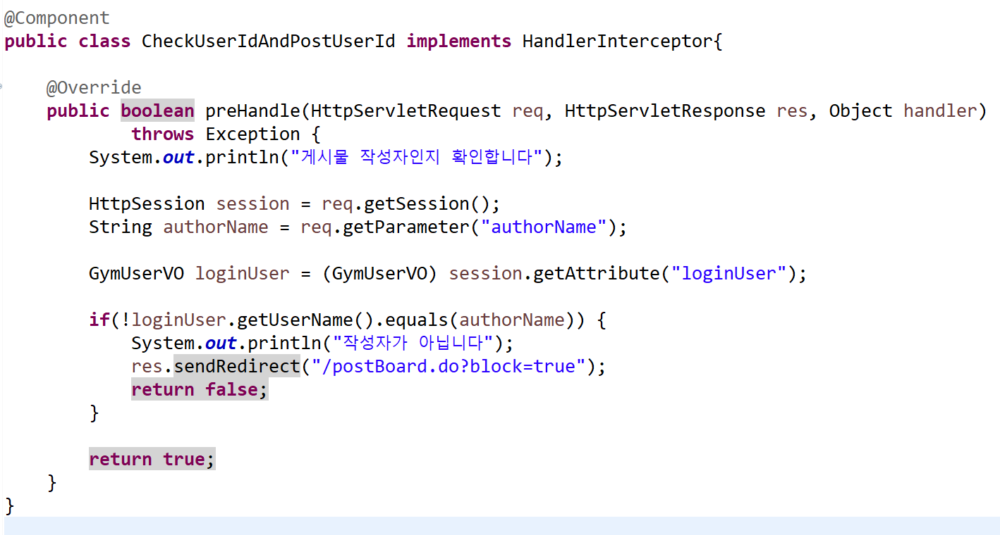 @Component
public class CheckUserIdAndPostUserId implements HandlerInterceptor{
@Override
public boolean preHandle(HttpServletRequest req, HttpServletResponse res, Object handler)
throws Exception {
System.out.println("게시물 작성자인지 확인합니다");
HttpSession session = req.getSession();
String authorName = req.getParameter("authorName");
GymUserVO loginUser = (GymUserVO) session.getAttribute("loginUser");
if(!loginUser.getUserName().equals(authorName)) {
System.out.println("작성자가 아닙니다");
res.sendRedirect("/postBoard.do?block=true");
return false;
}
return true;
}
}